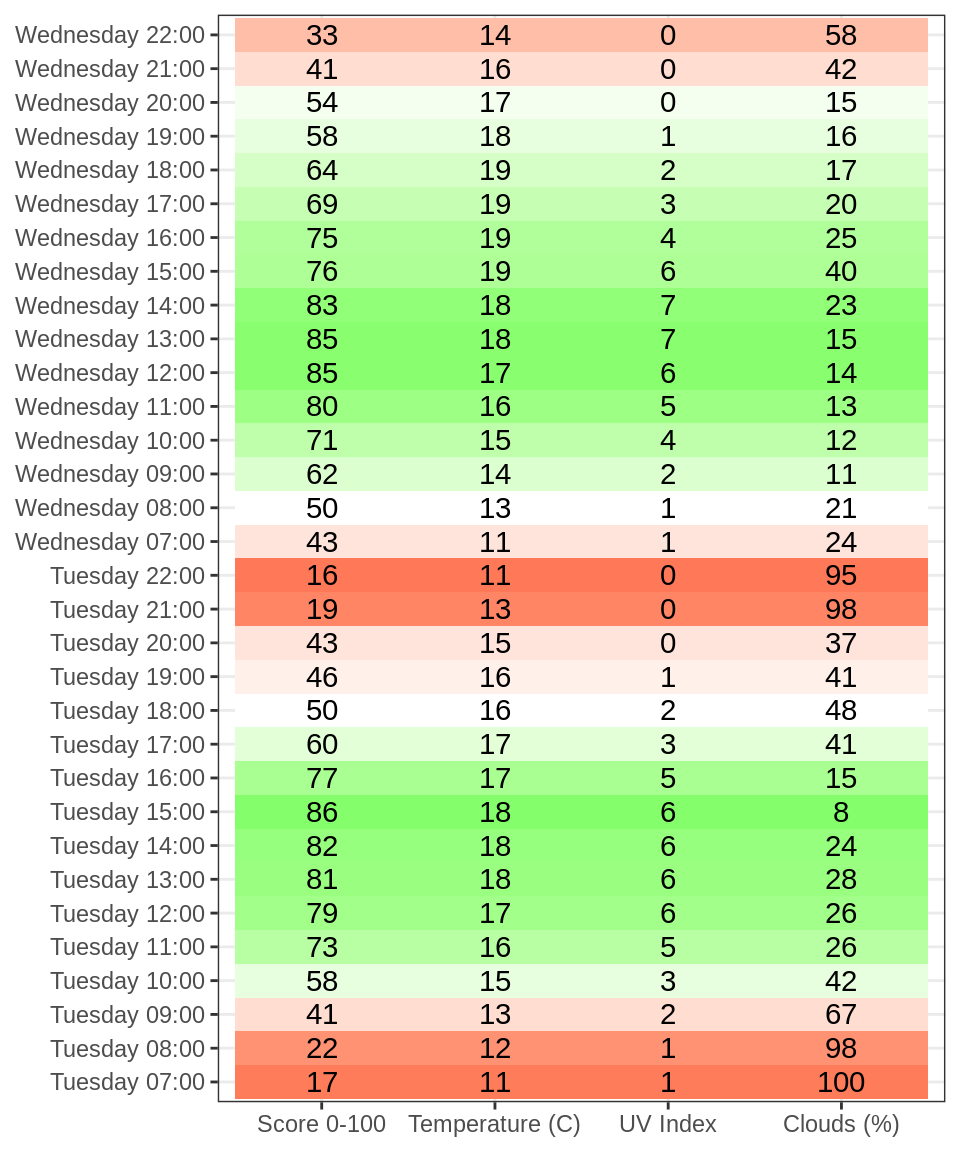 Wednesday 22:00 33 14 0 58
Wednesday 21:00 41 16 0 42
Wednesday 20:00 54 17 0 15
Wednesday 19:00 58 18 1 16
Wednesday 18:00 64 19 2 17
Wednesday 17:00 69 19 3 20
Wednesday 16:00 75 19 4 25
Wednesday 15:00 76 19 6 40
Wednesday 14:00 83 18 7 23
Wednesday 13:00 85 18 7 15
Wednesday 12:00 85 17 6 14
Wednesday 11:00 80 16 5 13
Wednesday 10:00 71 15 4 12
Wednesday 09:00 62 14 2 11
Wednesday 08:00 50 13 1 21
Wednesday 07:00 43 11 1 24
Tuesday 22:00 16 11 0 95
Tuesday 21:00 19 13 0 98
Tuesday 20:00 43 15 0 37
Tuesday 19:00 46 16 1 41
Tuesday 18:00 50 16 2 48
Tuesday 17:00 60 17 3 41
Tuesday 16:00 77 17 5 15
Tuesday 15:00 86 18 6 8
Tuesday 14:00 82 18 6 24
Tuesday 13:00 81 18 6 28
Tuesday 12:00 79 17 6 26
Tuesday 11:00 73 16 5 26
Tuesday 10:00 58 15 3 42
Tuesday 09:00 41 13 2 67
Tuesday 08:00 22 12 1 98
Tuesday 07:00 17 11 1 100
Score 0-100 Temperature (C) UV Index Clouds (%)